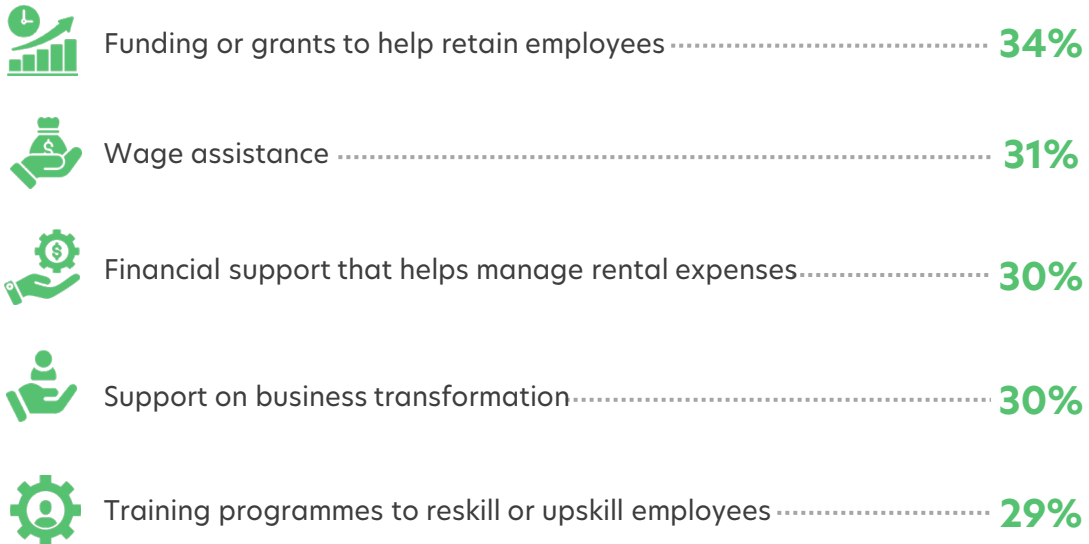 Funding or grants to help retain employees 34%
Wage assistance 31%
Financial support that helps manage rental expenses 30%
Support on business transformation 30%
Training programmes to reskill or upskill employees 29%